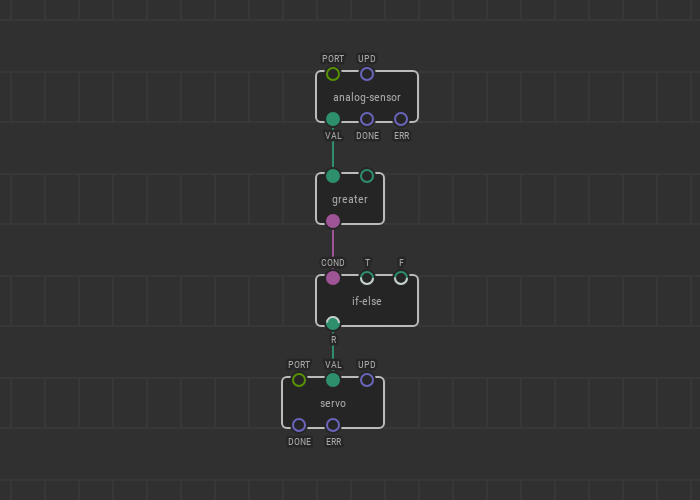 PORT UPD
analog-sensor
VAL DONE ERR
greater
COND T F
if-else
R
PORT VAL UPD
servo
DONE ERR